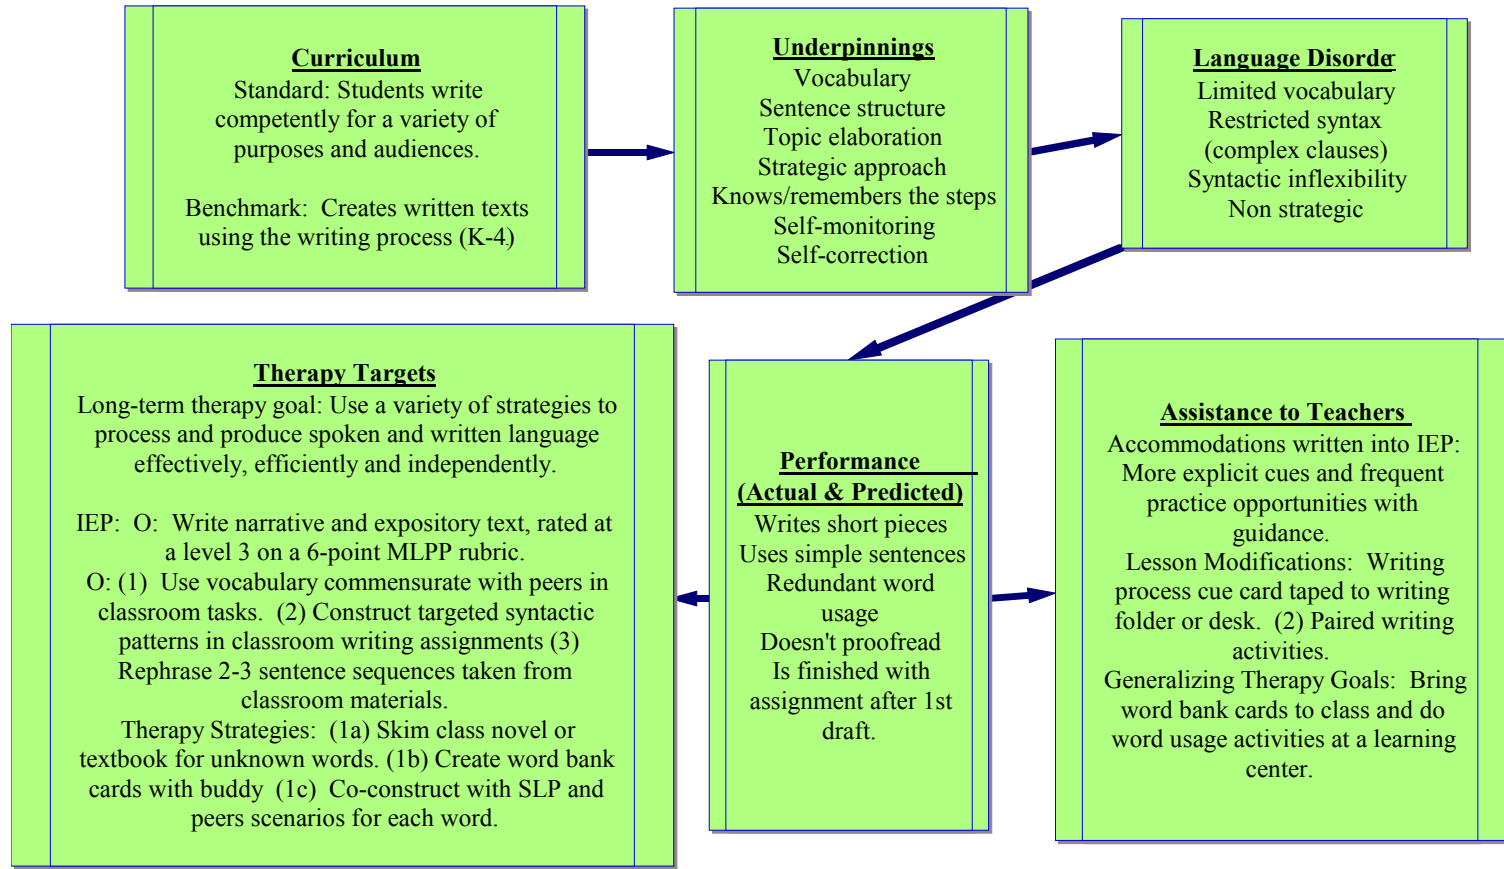 Curriculum
Standard: Students write
competently for a variety of
purposes and audiences.
Benchmark:  Creates written texts
using the writing process (K-4)
Underpinnings
Vocabulary
Sentence structure
Topic elaboration
Strategic approach
Knows/remembers the steps
Self-monitoring
Self-correction
Language Disorder
Limited vocabulary
Restricted syntax
(complex clauses)
Syntactic inflexibility
Non strategic
Therapy Targets
Long-term therapy goal: Use a variety of strategies to
process and produce spoken and written language
effectively, efficiently and independently.
IEP:  O:  Write narrative and expository text, rated at
a level 3 on a 6-point MLPP rubric.
O: (1)  Use vocabulary commensurate with peers in
classroom tasks.  (2) Construct targeted syntactic
patterns in classroom writing assignments (3)
Rephrase 2-3 sentence sequences taken from
classroom materials.
Therapy Strategies:  (1a) Skim class novel or
textbook for unknown words. (1b) Create word bank
cards with buddy  (1c)  Co-construct with SLP and
peers scenarios for each word.
Performance
(Actual & Predicted)
Writes short pieces
Uses simple sentences
Redundant word
usage
Doesn't proofread
Is finished with
assignment after 1st
draft.
Assistance to Teachers
Accommodations written into IEP:
More explicit cues and frequent
practice opportunities with
guidance.
Lesson Modifications:  Writing
process cue card taped to writing
folder or desk.  (2) Paired writing
activities.
Generalizing Therapy Goals:  Bring
word bank cards to class and do
word usage activities at a learning
center.